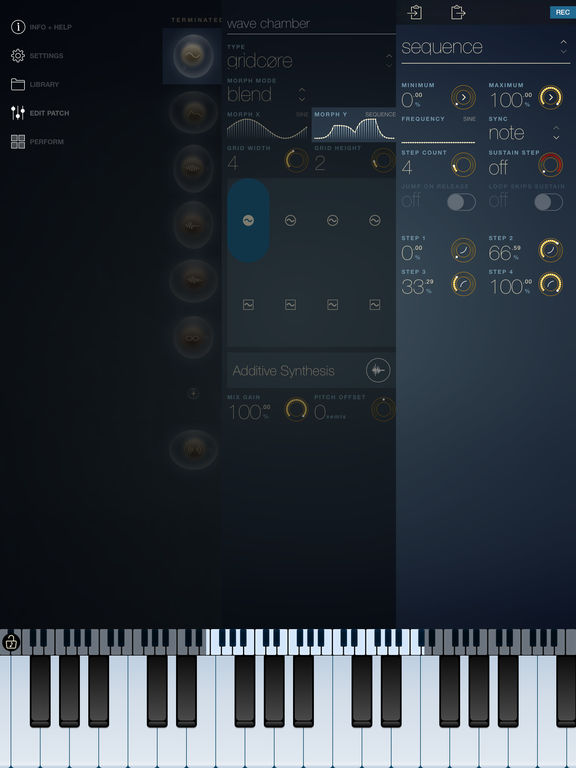 INFO + HELP
SETTINGS
LIBRARY
EDIT PATCH
PERFORM
TERMINATED
wave chamber
TYPE
gridcøre
MORPH MODE
blend
MORPH X SINE
MORPH Y SEQUENCE
GRID WIDTH GRID HEIGHT
4 2
Additive Synthesis
MIX GAIN PITCH OFFSET
100.00 % 0 semis
REC
sequence
MINIMUM MAXIMUM
0.00 % 100.00 %
FREQUENCY SINE SYNC
note
STEP COUNT SUSTAIN STEP
4 off
JUMP ON RELEASE LOOP SKIPS SUSTAIN
off off
STEP 1 STEP 2
0.00 % 66.59 %
STEP 3 STEP 4
33.29 % 100.00 %